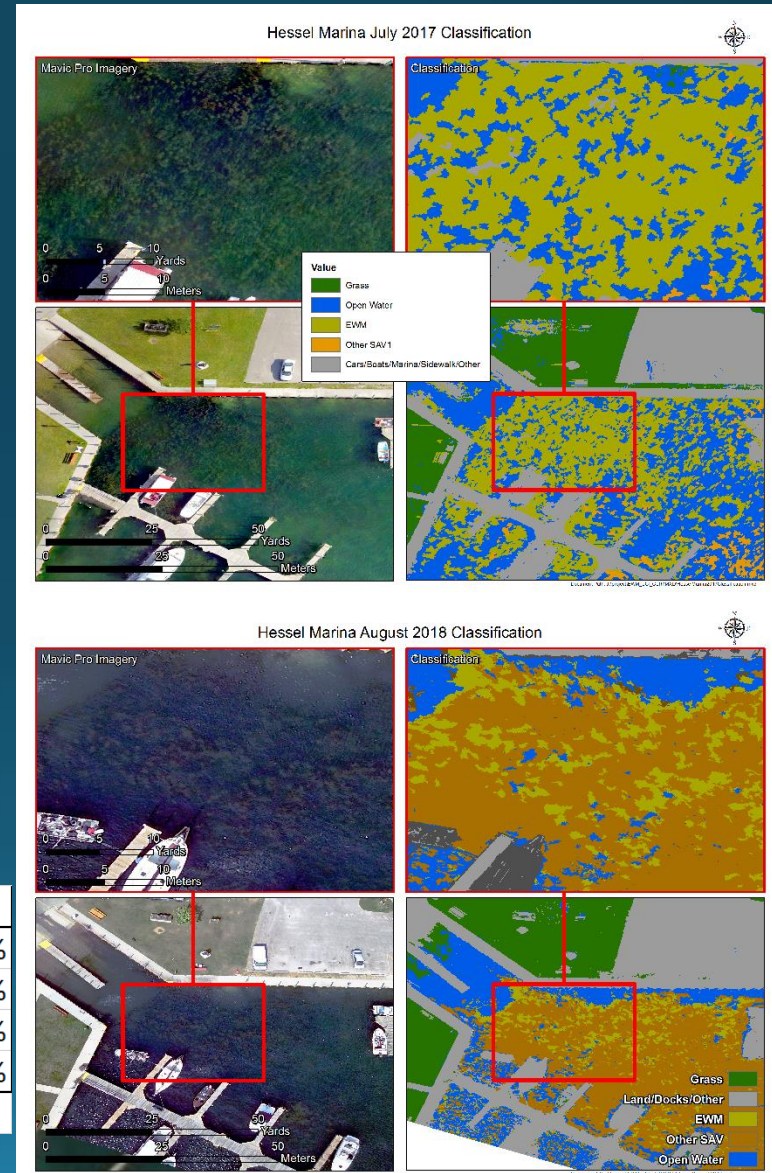 Hessel Marina July 2017 Classification
Mavic Pro Imagery
Classification
0 5 10
Yards
0 5 10
Meters
Value
Grass
Open Water
EWM
Other SAV1
Cars/Boats/Marina/Sidewalk/Other
0 25 50
Yards
0 25 50
Meters
Hessel Marina August 2018 Classification
Mavic Pro Imagery
Classification
0 5 10
Yards
0 5 10
Meters
%
%
%
%
0 25 50
Yards
0 25 50
Meters
Grass
Land/Docks/Other
EWM
Other SAV
Open Water